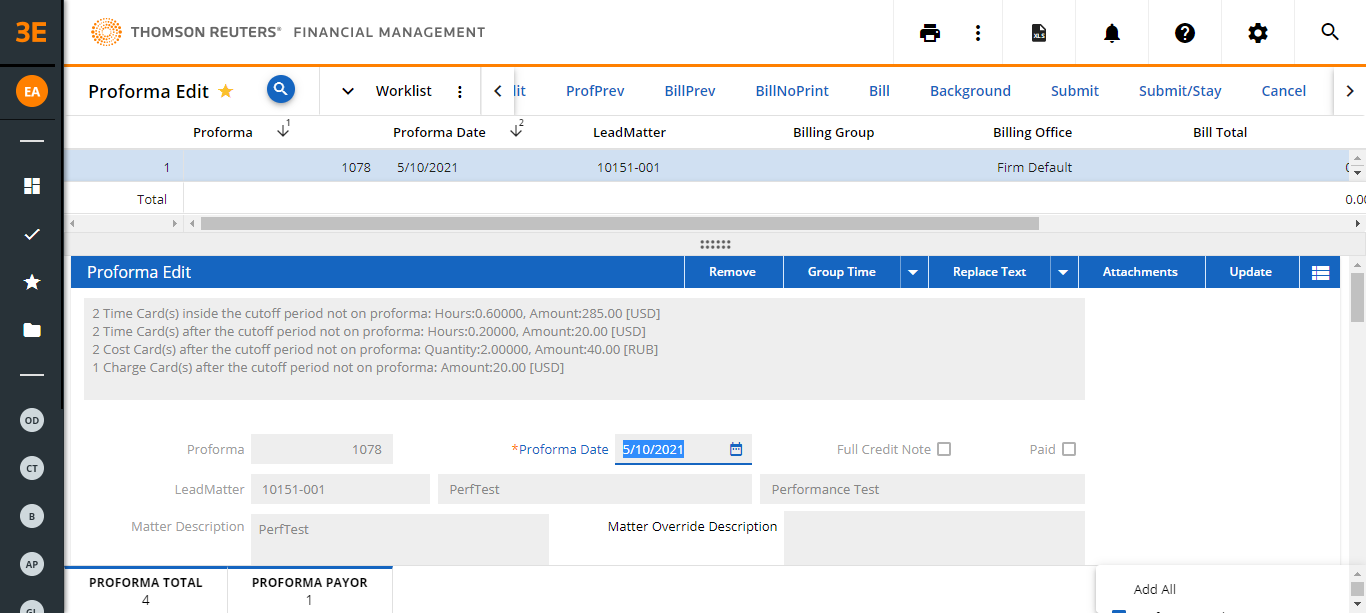 3E
THOMSON REUTERS® FINANCIAL MANAGEMENT
XLS
EA
Proforma Edit
Worklist
ProfPrev
BillPrev
BillNoPrint
Bill
Background
Submit
Submit/Stay
Cancel
Proforma 1
Proforma Date 2
LeadMatter
Billing Group
Billing Office
Bill Total
1 1078 5/10/2021 10151-001 Firm Default
Total 0.00
Proforma Edit
Remove
Group Time
Replace Text
Attachments
Update
2 Time Card(s) inside the cutoff period not on proforma: Hours:0.60000, Amount:285.00 [USD]
2 Time Card(s) after the cutoff period not on proforma: Hours:0.20000, Amount:20.00 [USD]
2 Cost Card(s) after the cutoff period not on proforma: Quantity:2.00000, Amount:40.00 [RUB]
1 Charge Card(s) after the cutoff period not on proforma: Amount:20.00 [USD]
Proforma 1078 *Proforma Date 5/10/2021 Full Credit Note Paid
LeadMatter 10151-001 PerfTest Performance Test
Matter Description PerfTest Matter Override Description
OD
CT
B
AP
PROFORMA TOTAL
4
PROFORMA PAYOR
1
Add All